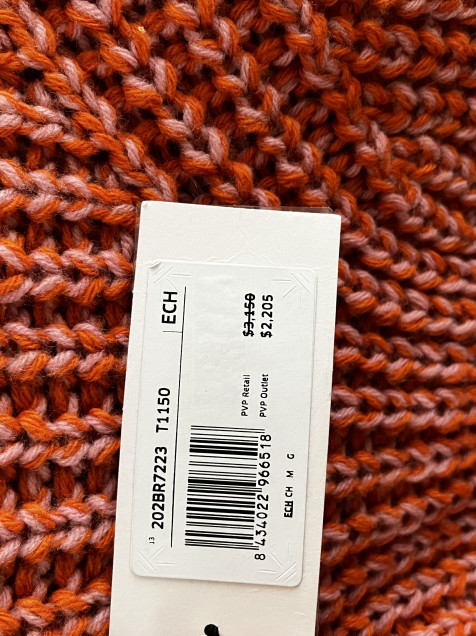 13 202BR7223 T1150 ECH
8 434022 966518
PVP Retail $3,150
PVP Outlet $2,205
ECH CH M G